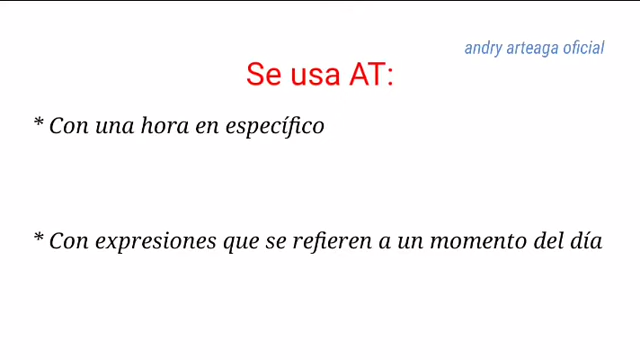 andry arteaga oficial
Se usa AT:
* Con una hora en específico
* Con expresiones que se refieren a un momento del día